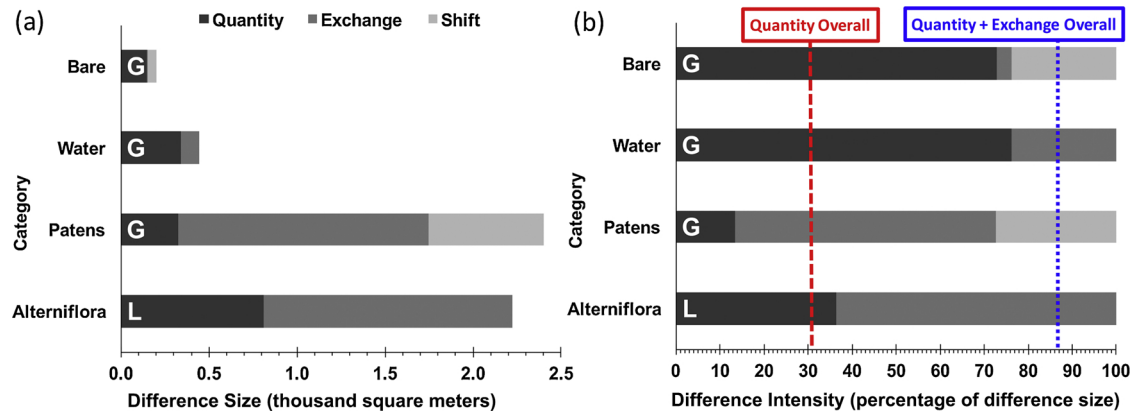 (a)
Quantity Exchange Shift
Bare
G
Water
G
Patens
G
Alterniflora
L
Category
0.0 0.5 1.0 1.5 2.0 2.5
Difference Size (thousand square meters)
(b)
Quantity Overall
Quantity + Exchange Overall
Bare
G
Water
G
Patens
G
Alterniflora
L
Category
0 10 20 30 40 50 60 70 80 90 100
Difference Intensity (percentage of difference size)